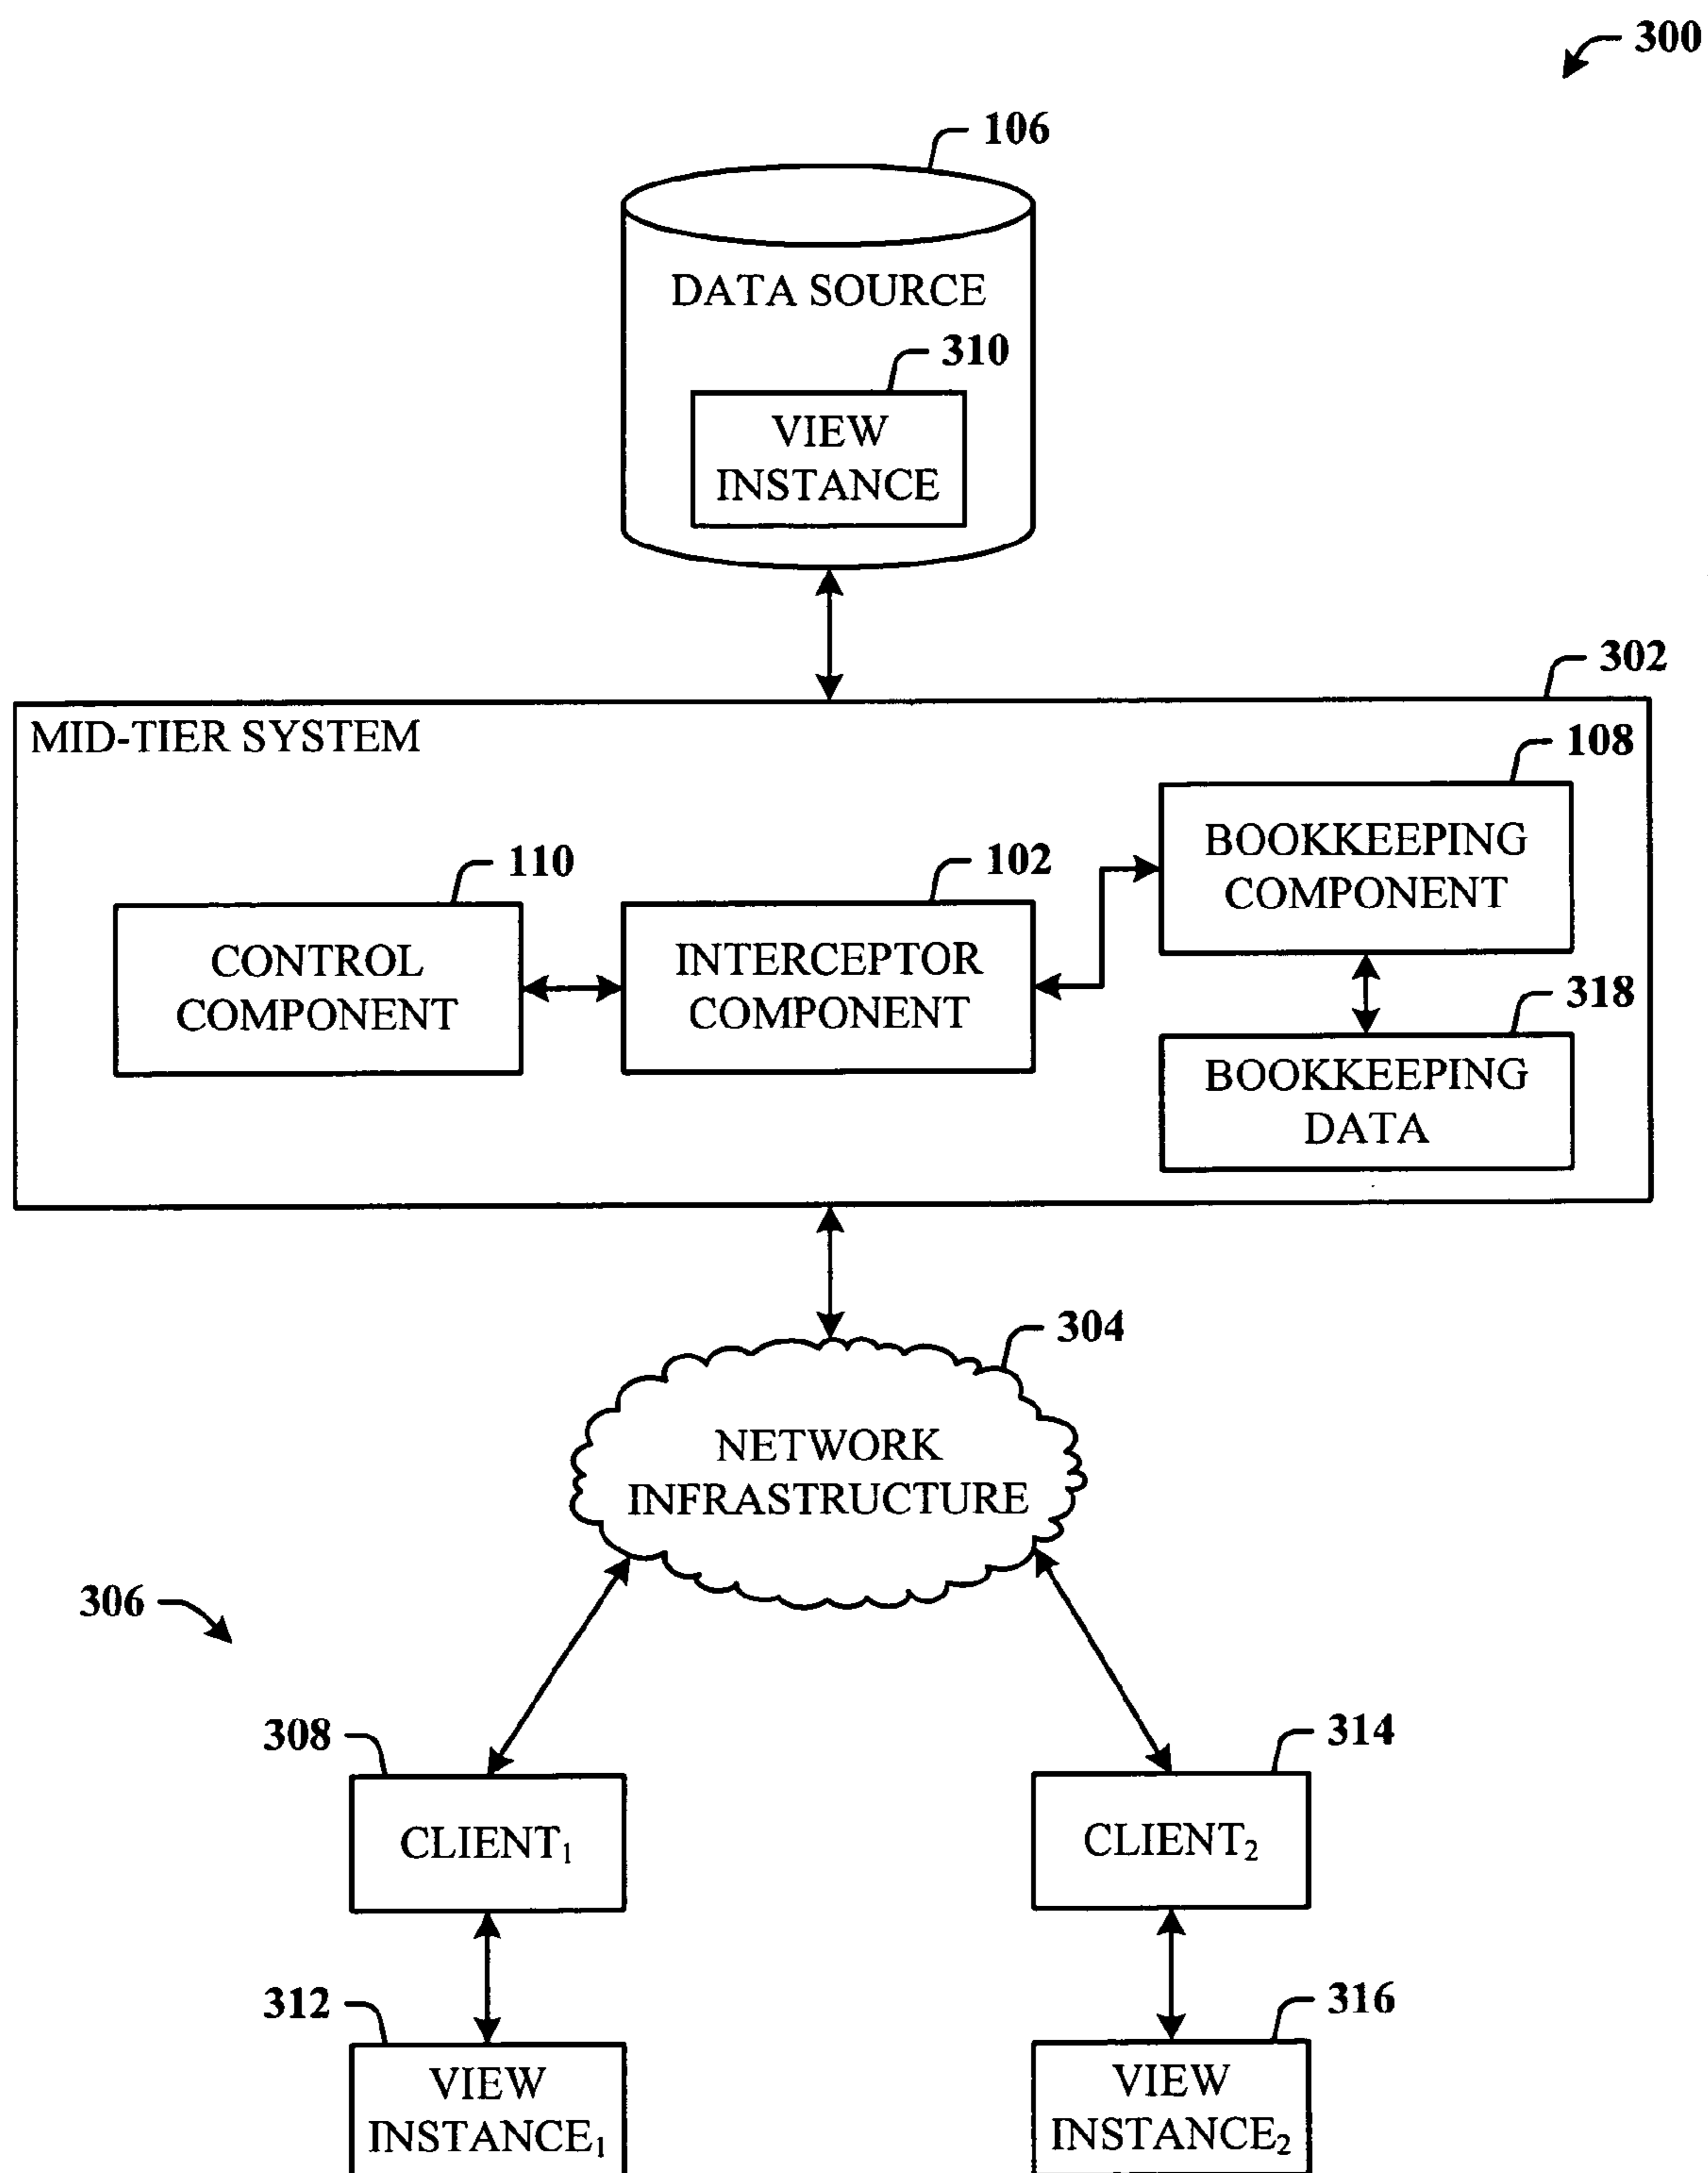 300
106
DATA SOURCE
310
VIEW
INSTANCE
302
MID-TIER SYSTEM
108
BOOKKEEPING
COMPONENT
110
102
CONTROL
COMPONENT
INTERCEPTOR
COMPONENT
318
BOOKKEEPING
DATA
304
NETWORK
INFRASTRUCTURE
306
308
314
CLIENT₁
CLIENT₂
312
316
VIEW
INSTANCE₁
VIEW
INSTANCE₂